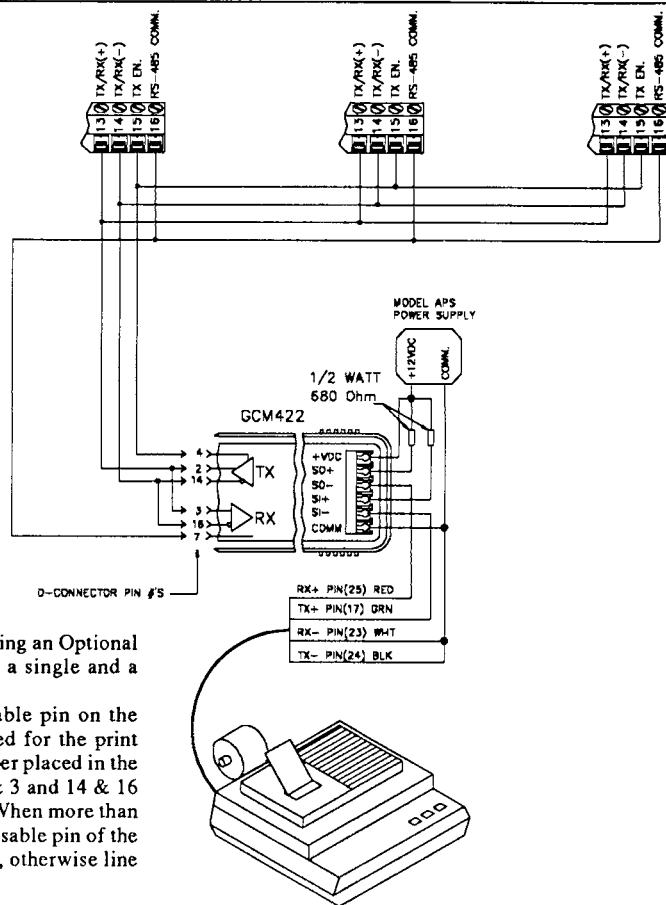 13 TX/RX(+)
14 TX/RX(-)
15 TX EN.
16 RS-485 COMM.
13 TX/RX(+)
14 TX/RX(-)
15 TX EN.
16 RS-485 COMM.
13 TX/RX(+)
14 TX/RX(-)
15 TX EN.
16 RS-485 COMM.
MODEL APS
POWER SUPPLY
+12VDC
COMM.
1/2 WATT
680 Ohm
GCM422
4
2
14
TX
3
16
RX
7
+VDC
SO+
SO-
SI+
SI-
COMM
D-CONNECTOR PIN #'S
RX+ PIN(25) RED
TX+ PIN(17) GRN
RX- PIN(23) WHT
TX- PIN(24) BLK
ing an Optional
a single and a
able pin on the
ed for the print
er placed in the
& 3 and 14 & 16
When more than
sable pin of the
, otherwise line